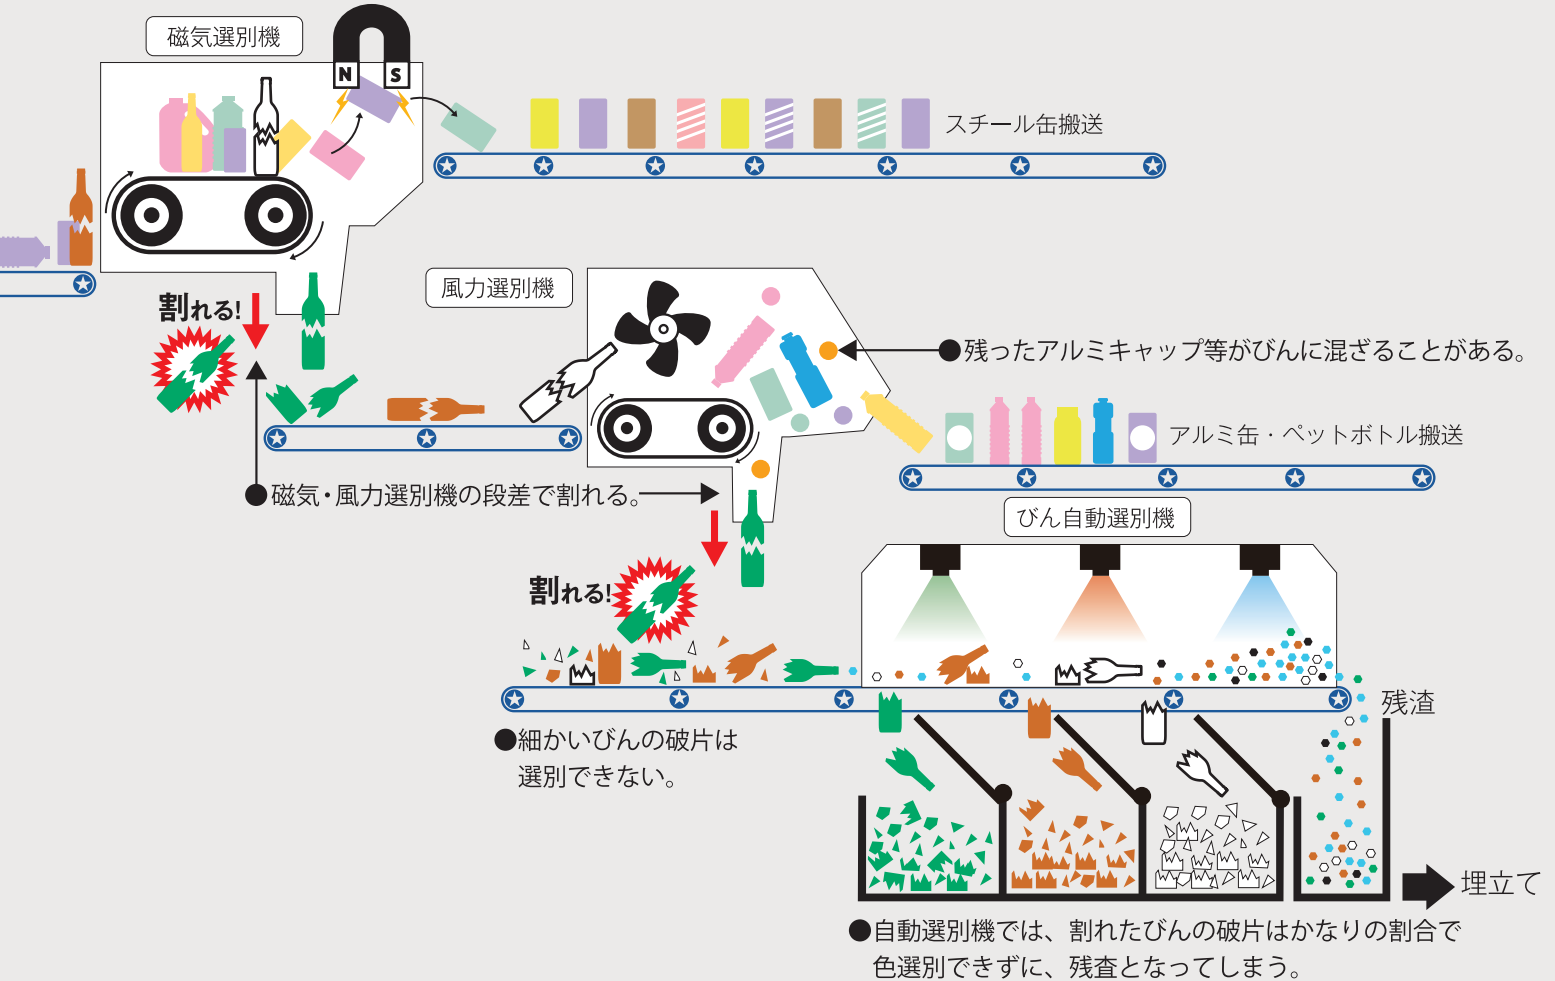 磁気選別機
N S
スチール缶搬送
割れる!
風力選別機
●残ったアルミキャップ等がびんに混ざることがある。
アルミ缶・ペットボトル搬送
●磁気・風力選別機の段差で割れる。
びん自動選別機
割れる!
残渣
●細かいびんの破片は
選別できない。
埋立て
●自動選別機では、割れたびんの破片はかなりの割合で
色選別できずに、残査となってしまう。